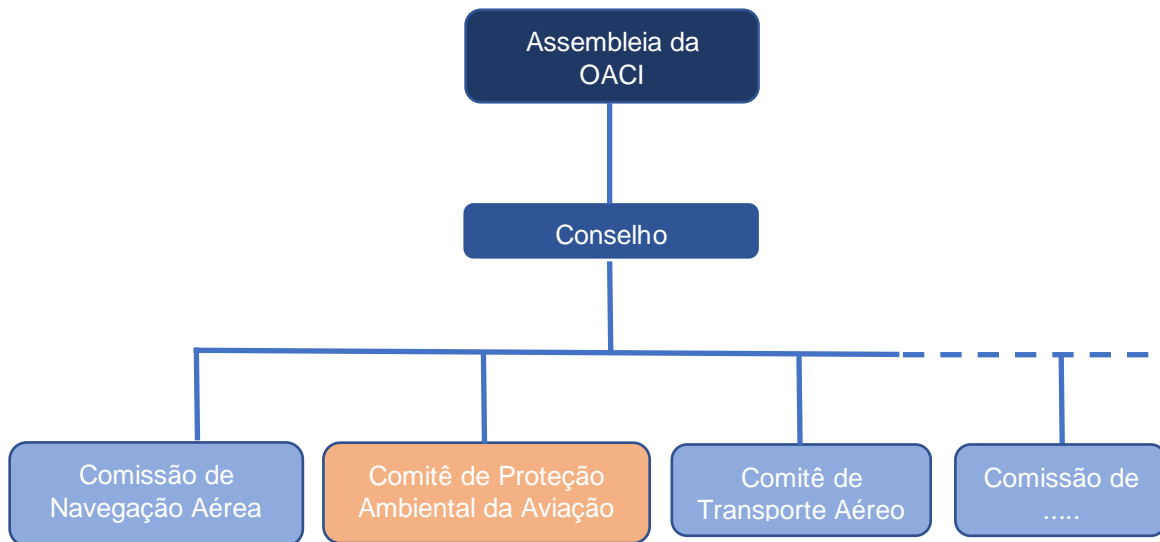 Assembleia da
OACI
Conselho
Comissão de
Navegação Aérea
Comitê de Proteção
Ambiental da Aviação
Comitê de
Transporte Aéreo
Comissão de
.....